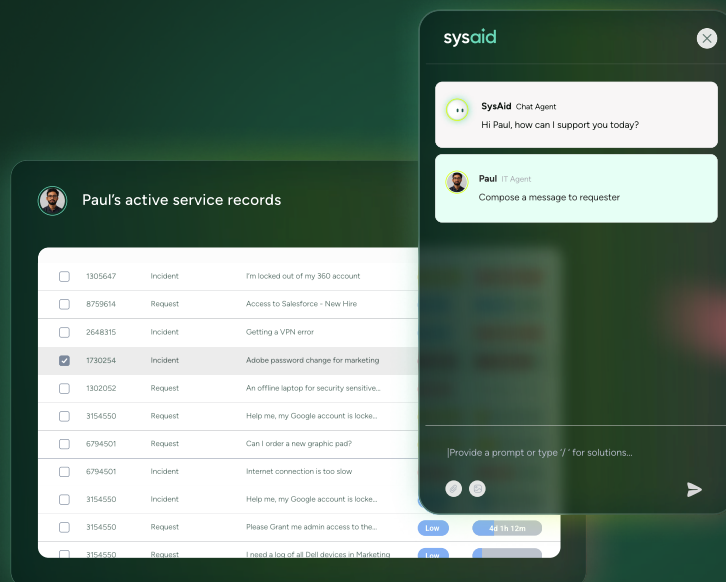 sysaid
SysAid Chat Agent
Hi Paul, how can I support you today?
Paul IT Agent
Compose a message to requester
Provide a prompt or type '/ ' for solutions...
Paul's active service records
1305647 Incident I'm locked out of my 360 account
8759614 Request Access to Salesforce - New Hire
2648315 Incident Getting a VPN error
1730254 Incident Adobe password change for marketing
1302052 Request An offline laptop for security sensitive...
3154550 Request Help me, my Google account is locke...
6794501 Request Can I order a new graphic pad?
6794501 Incident Internet connection is too slow
3154550 Incident Help me, my Google account is locke...
3154550 Request Please Grant me admin access to the... Low 4d 1h 12m
3154550 Request I need a log of all Dell devices in Marketing Low